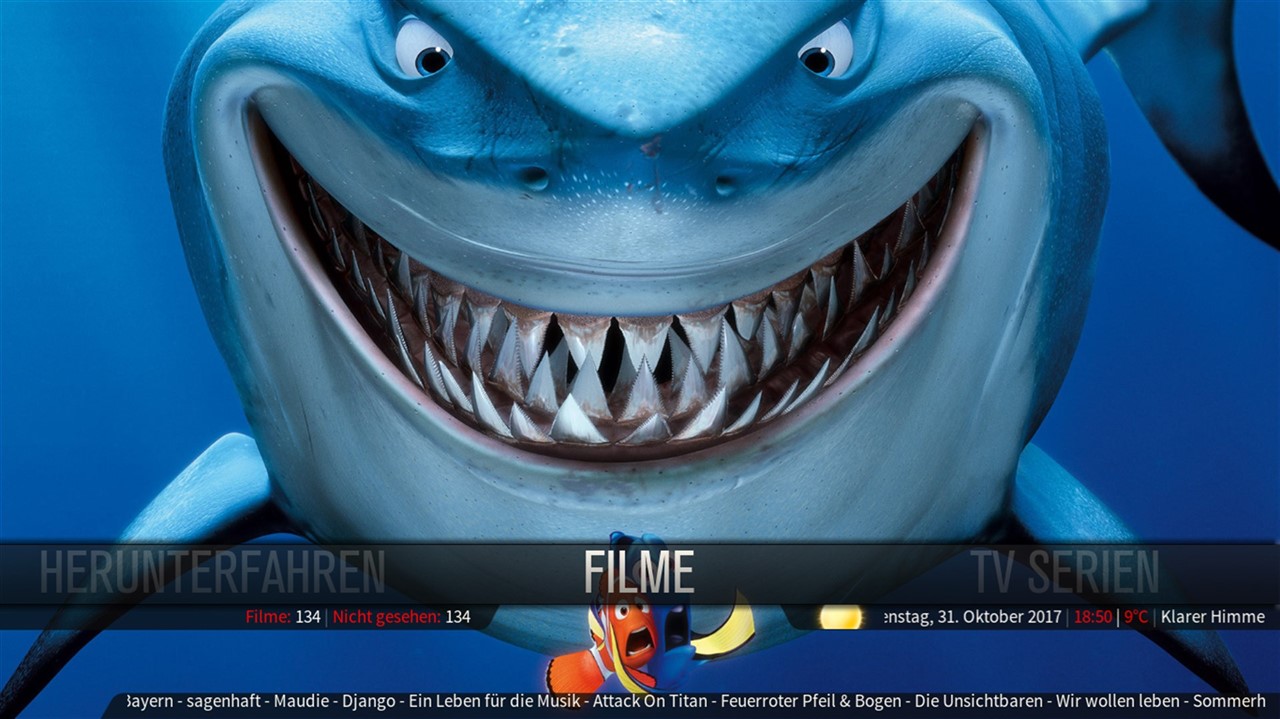 HERUNTERFAHREN FILME TV SERIEN
Filme: 134 | Nicht gesehen: 134 enstag, 31. Oktober 2017 | 18:50 | 9°C | Klarer Himme
Bayern - sagenhaft - Maudie - Django - Ein Leben für die Musik - Attack On Titan - Feuerroter Pfeil & Bogen - Die Unsichtbaren - Wir wollen leben - Sommerh